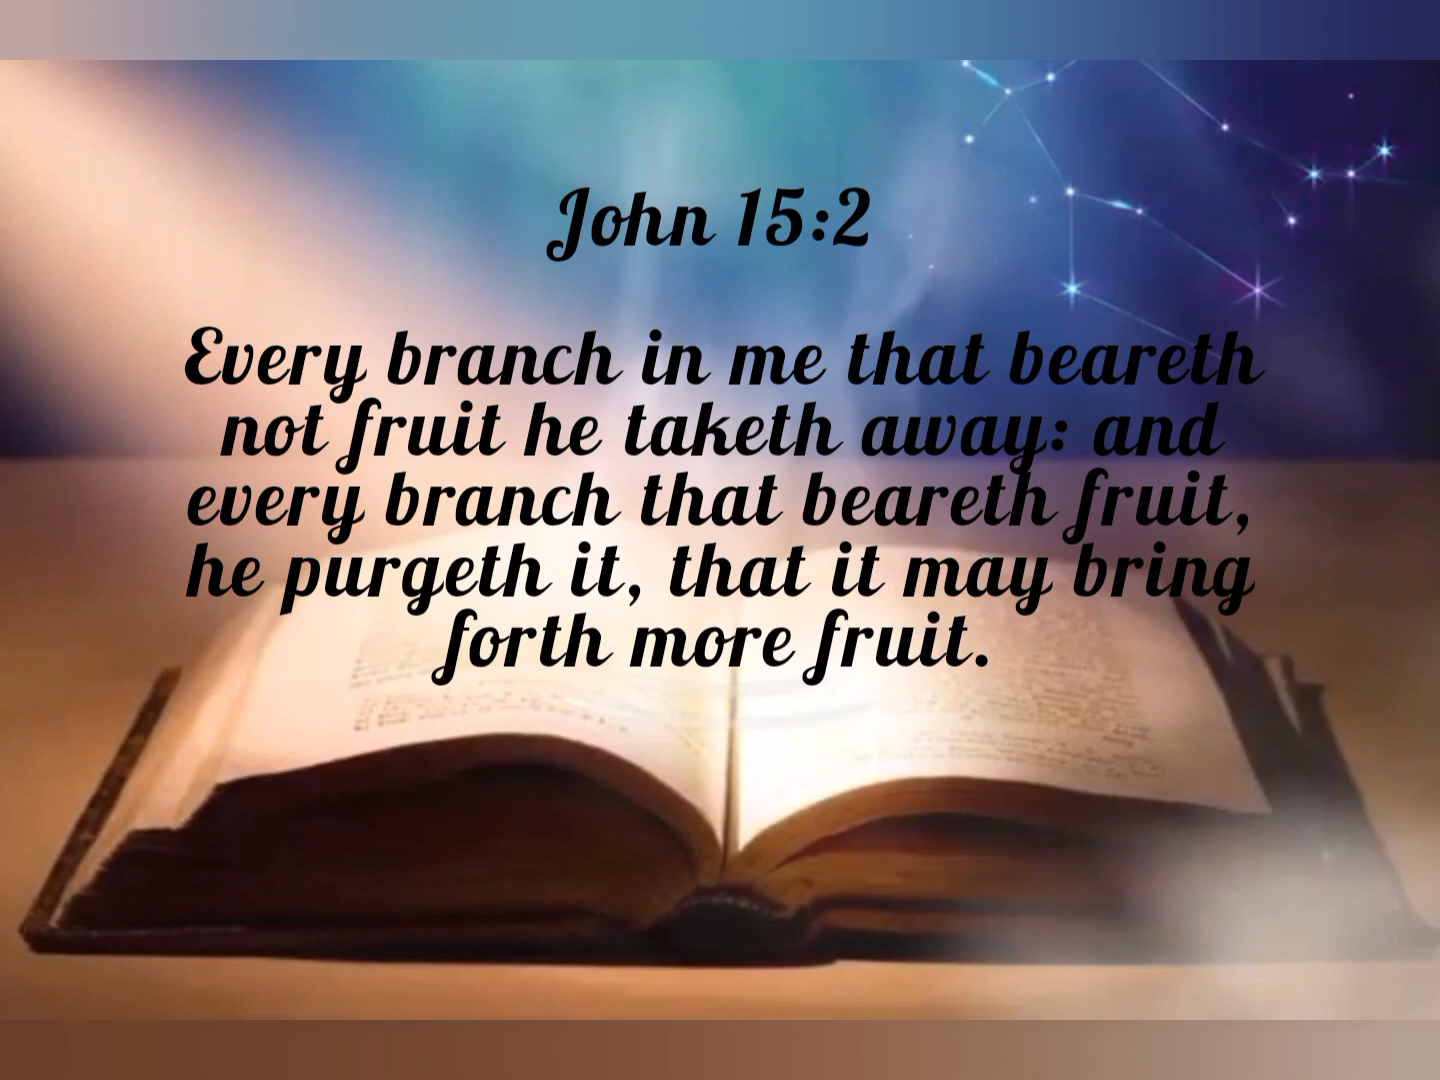 John 15:2
Every branch in me that beareth
not fruit he taketh away: and
every branch that beareth fruit,
he purgeth it, that it may bring
forth more fruit.